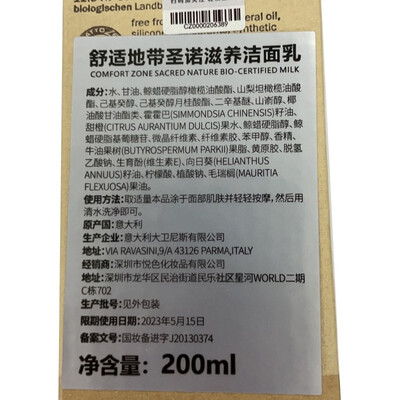 biologischen Landb
free from
eral oil,
silicone
CZ0000206389
舒适地带圣诺滋养洁面乳
COMFORT ZONE SACRED NATURE BIO-CERTIFIED MILK
成分:水、甘油、鲸蜡硬脂醇橄榄油酸酯、山梨坦橄榄油酸
酯、己基癸醇、己基癸醇月桂酸酯、二辛基醚、山嵛醇、椰
油酸甘油酯类、霍霍巴(SIMMONDSIA CHINENSIS)籽
油、甜橙(CITRUS AURANTIUM DULCIS)果水、鲸蜡硬脂醇、鲸
蜡硬脂基葡糖苷、微晶纤维素、纤维素胶、苯甲醇、香精、
牛油果树(BUTYROSPERMUM PARKII)果脂、黄原胶、脱氢
乙酸钠、生育酚(维生素E)、向日葵(HELIANTHUS
ANNUUS)籽油、柠檬酸、植酸钠、毛瑞榈(MAURITIA
FLEXUOSA)果油。
使用方法:取适量本品涂于面部肌肤并轻轻按摩,然后用
清水洗净即可。
原产国:意大利
生产企业:意大利大卫尼斯有限公司
地址:VIA RAVASINI,9/A 43126 PARMA,ITALY
经销商:深圳市悦色化妆品有限公司
地址:深圳市龙华区民治街道民乐社区星河WORLD二期
C栋702
生产批号:见外包装
限期使用日期:2023年5月15日
备案文号:国妆备进字J20130374
净含量:200ml